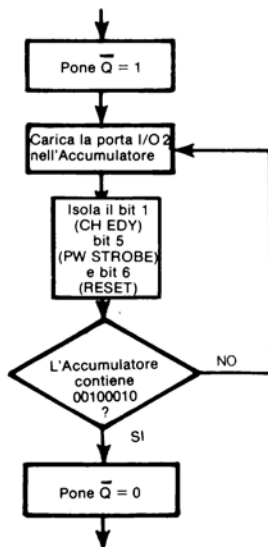 Pone Q̅ = 1
Carica la porta I/O 2
nell'Accumulatore
Isola il bit 1
(CH EDY)
bit 5
(PW STROBE)
e bit 6
(RESET)
L'Accumulatore
contiene
00100010
?
NO
SI
Pone Q̅ = 0